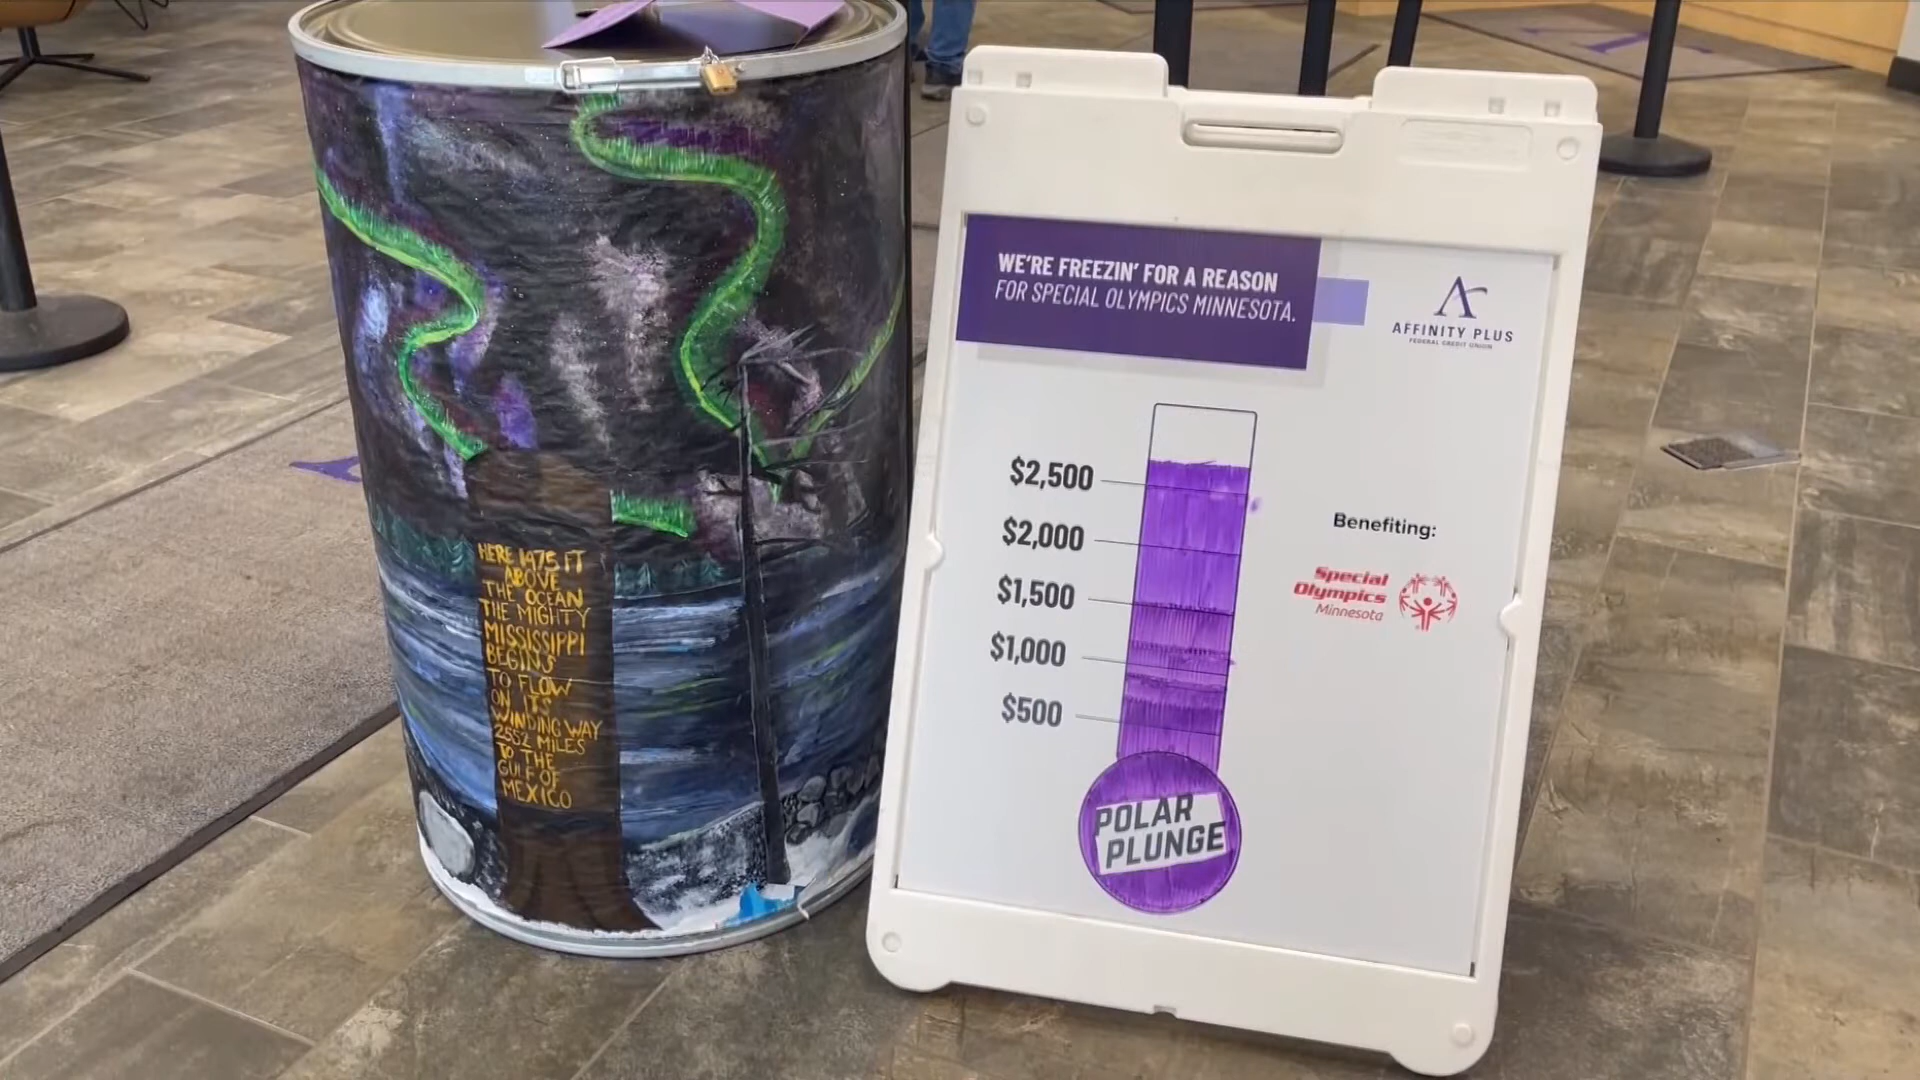 HERE 1475 FT
ABOVE
THE OCEAN
THE MIGHTY
MISSISSIPPI
BEGINS
TO FLOW
ON ITS
WINDING WAY
2552 MILES
TO THE
GULF OF
MEXICO
WE'RE FREEZIN' FOR A REASON
FOR SPECIAL OLYMPICS MINNESOTA.
AFFINITY PLUS
FEDERAL CREDIT UNION
$2,500
$2,000
$1,500
$1,000
$500
POLAR
PLUNGE
Benefiting:
Special
Olympics
Minnesota